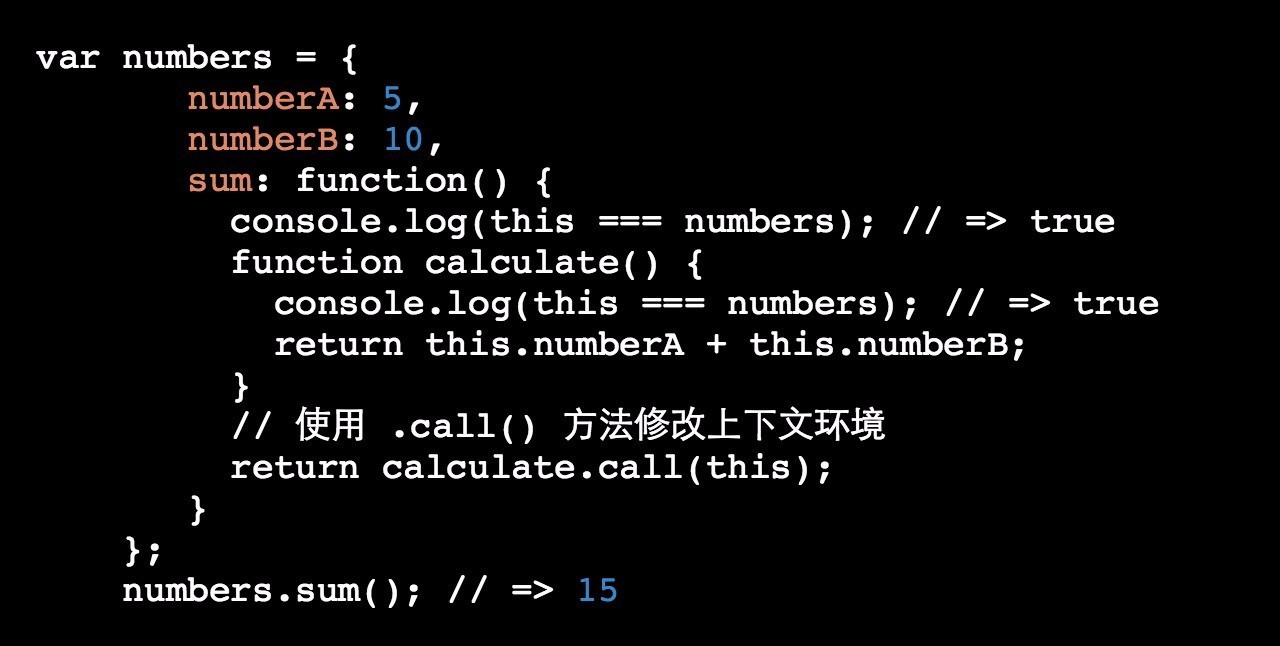 var numbers = {
numberA: 5,
numberB: 10,
sum: function() {
console.log(this === numbers); // => true
function calculate() {
console.log(this === numbers); // => true
return this.numberA + this.numberB;
}
// 使用 .call() 方法修改上下文环境
return calculate.call(this);
}
};
numbers.sum(); // => 15